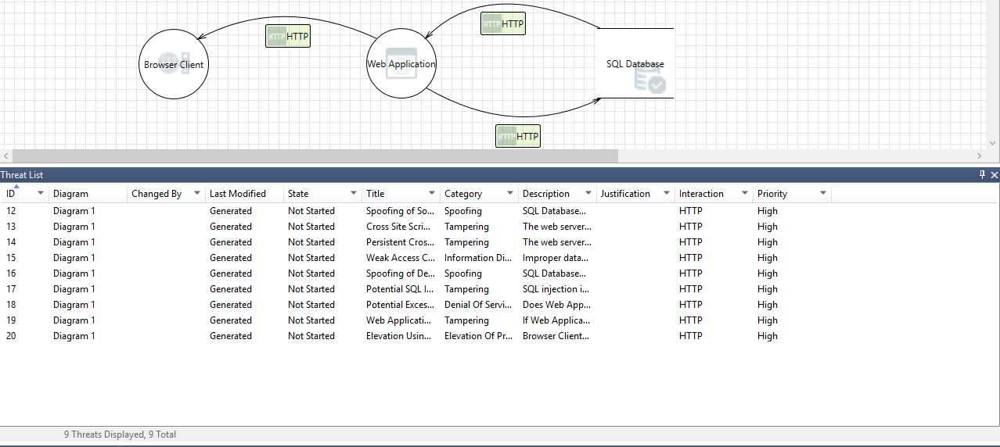 HTTP HTTP
HTTP HTTP
Browser Client
Web Application
SQL Database
HTTP HTTP
Threat List
ID Diagram Changed By Last Modified State Title Category Description Justification Interaction Priority
12 Diagram 1 Generated Not Started Spoofing of So... Spoofing SQL Database... HTTP High
13 Diagram 1 Generated Not Started Cross Site Scri... Tampering The web server... HTTP High
14 Diagram 1 Generated Not Started Persistent Cros... Tampering The web server... HTTP High
15 Diagram 1 Generated Not Started Weak Access C... Information Di... Improper data... HTTP High
16 Diagram 1 Generated Not Started Spoofing of De... Spoofing SQL Database... HTTP High
17 Diagram 1 Generated Not Started Potential SQL I... Tampering SQL injection i... HTTP High
18 Diagram 1 Generated Not Started Potential Exces... Denial Of Servi... Does Web App... HTTP High
19 Diagram 1 Generated Not Started Web Applicati... Tampering If Web Applica... HTTP High
20 Diagram 1 Generated Not Started Elevation Usin... Elevation Of Pr... Browser Client... HTTP High
9 Threats Displayed, 9 Total